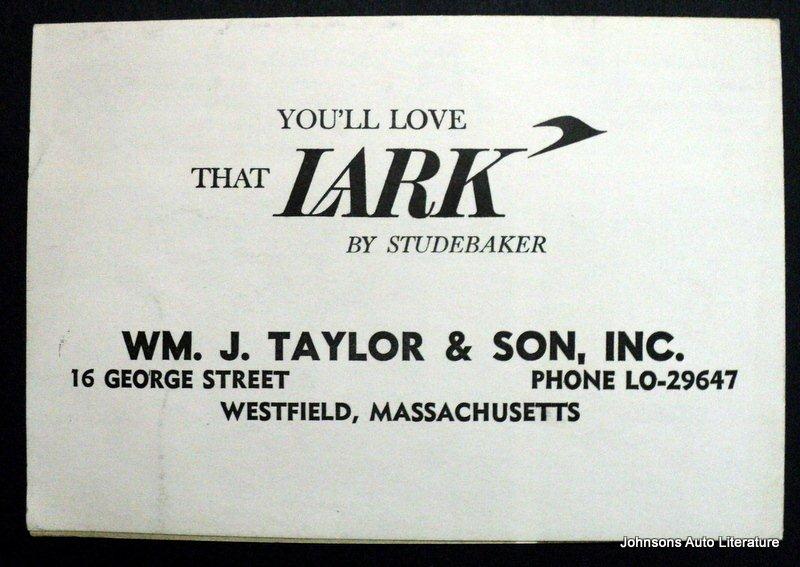 YOU'LL LOVE
THAT LARK
BY STUDEBAKER
WM. J. TAYLOR & SON, INC.
16 GEORGE STREET PHONE LO-29647
WESTFIELD, MASSACHUSETTS
Johnsons Auto Literature